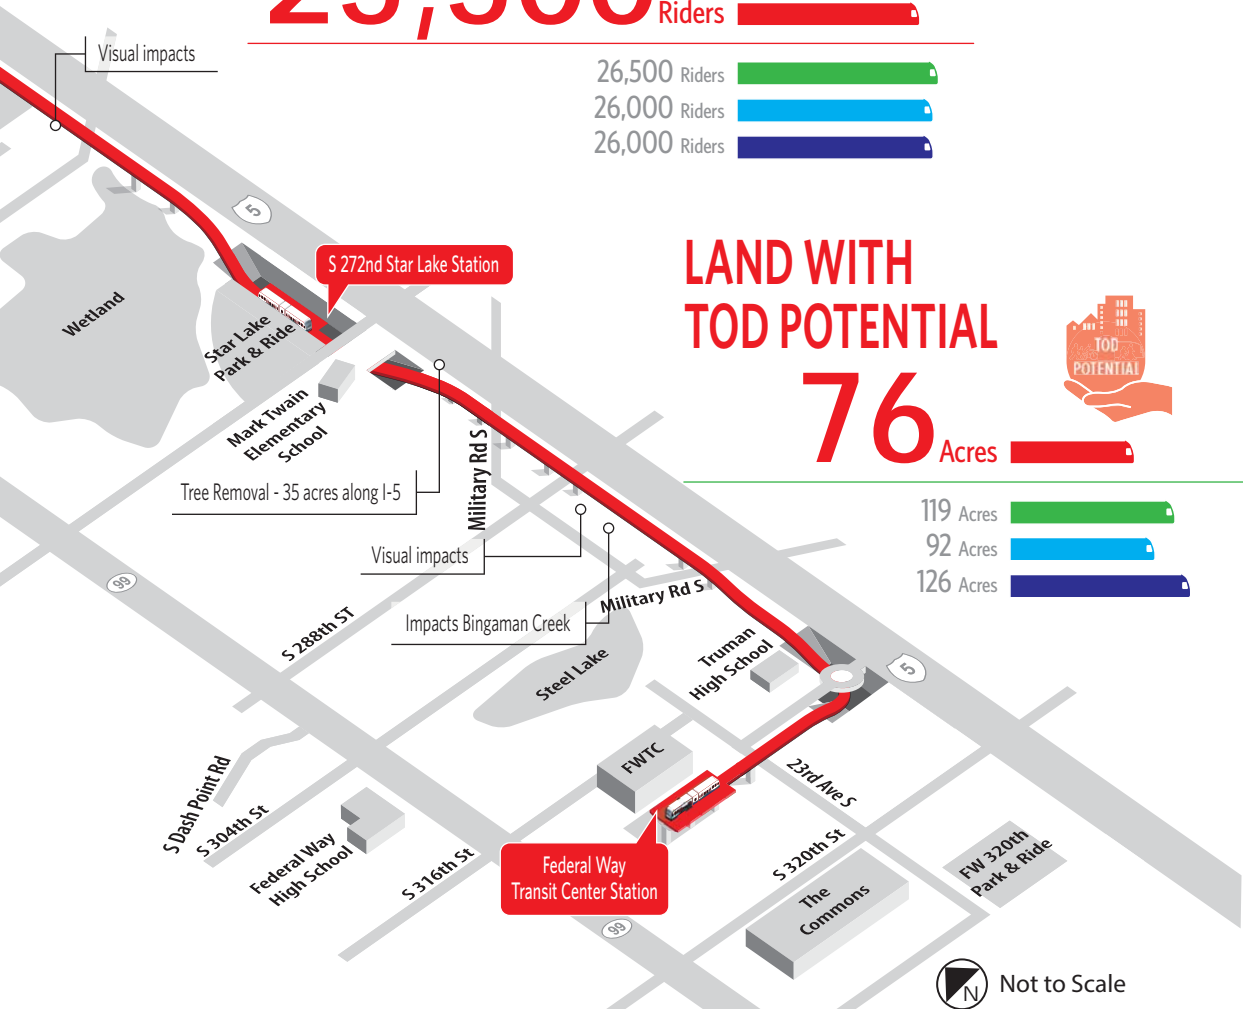 Riders
Visual impacts
26,500 Riders
26,000 Riders
26,000 Riders
5
S 272nd Star Lake Station
LAND WITH
TOD POTENTIAL
76 Acres
TOD
POTENTIAL
119 Acres
92 Acres
126 Acres
Wetland
Star Lake
Park & Ride
Mark Twain
Elementary
School
Tree Removal - 35 acres along I-5
Military Rd S
Visual impacts
99
Impacts Bingaman Creek
Military Rd S
S 288th ST
Steel Lake
Truman
High School
5
FWTC
23rd Ave S
S Dash Point Rd
S 304th St
Federal Way
High School
S 316th St
Federal Way
Transit Center Station
S 320th St
The
Commons
FW 320th
Park & Ride
99
N
Not to Scale